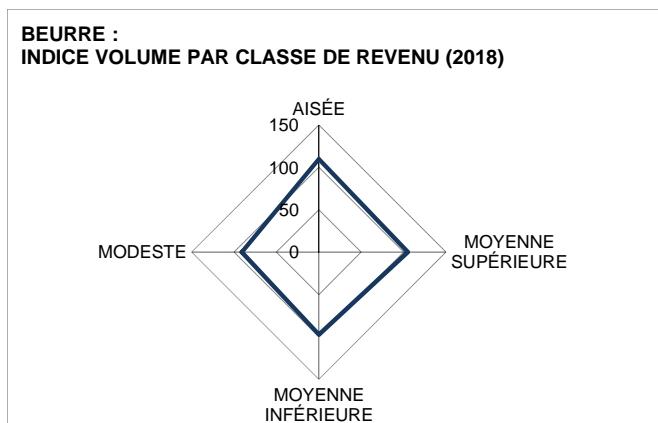 BEURRE :
INDICE VOLUME PAR CLASSE DE REVENU (2018)
AISÉE
150
100
50
0
MODESTE
MOYENNE
SUPÉRIEURE
MOYENNE
INFÉRIEURE